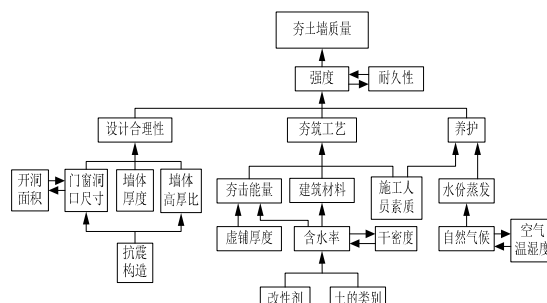 夯土墙质量
强度
耐久性
设计合理性
夯筑工艺
养护
开洞
面积
门窗洞
口尺寸
墙体
厚度
墙体
高厚比
夯击能量
建筑材料
施工人
员素质
水份蒸发
抗震
构造
虚铺厚度
含水率
干密度
自然气候
空气
温湿度
改性剂
土的类别